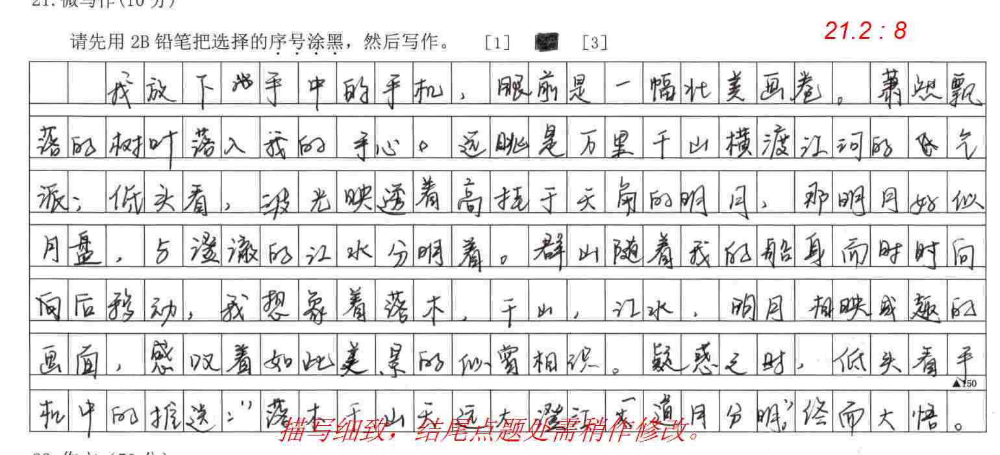 21.微写作(10分)
请先用 2B 铅笔把选择的序号涂黑，然后写作。 [1] [3]
21.2 : 8
我放下手中的手机，眼前是一幅壮美画卷。萧然飘
落的树叶落入我的手心。远眺是万里千山横渡江河的气
派；低头看，波光映透着高挂于天角的明月，那明月好似
月盘，与澄澈的江水分明着。群山随着我的船身而时时向
向后移动，我想象着落木，千山，江水，明月相映成趣的
画面，感叹着如此美景的似曾相识。疑惑之时，低头看手
▲150
机中的推送：“落木千山天远大澄江一道月分明”终而大悟。
描写细致，结尾点题处需稍作修改。